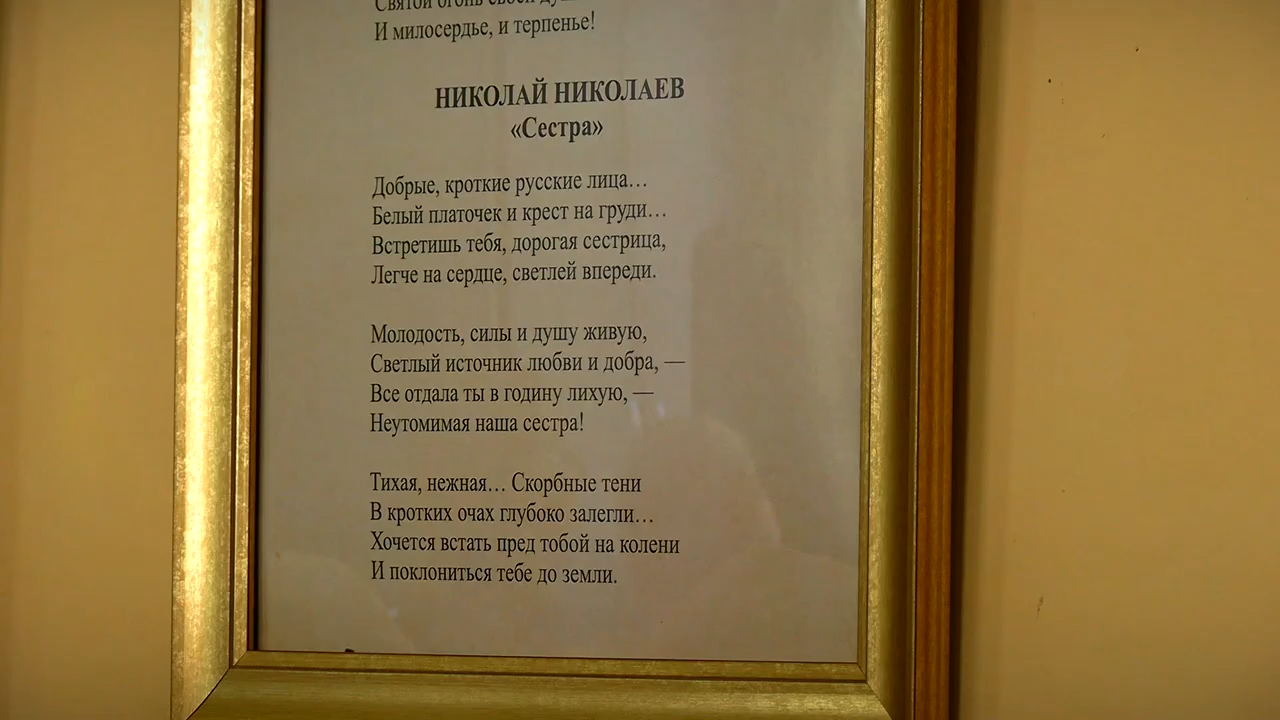 Святой огонь своей
И милосердье, и терпенье!
НИКОЛАЙ НИКОЛАЕВ
«Сестра»
Добрые, кроткие русские лица…
Белый платочек и крест на груди…
Встретишь тебя, дорогая сестрица,
Легче на сердце, светлей впереди.
Молодость, силы и душу живую,
Светлый источник любви и добра, —
Все отдала ты в годину лихую, —
Неутомимая наша сестра!
Тихая, нежная… Скорбные тени
В кротких очах глубоко залегли…
Хочется встать пред тобой на колени
И поклониться тебе до земли.